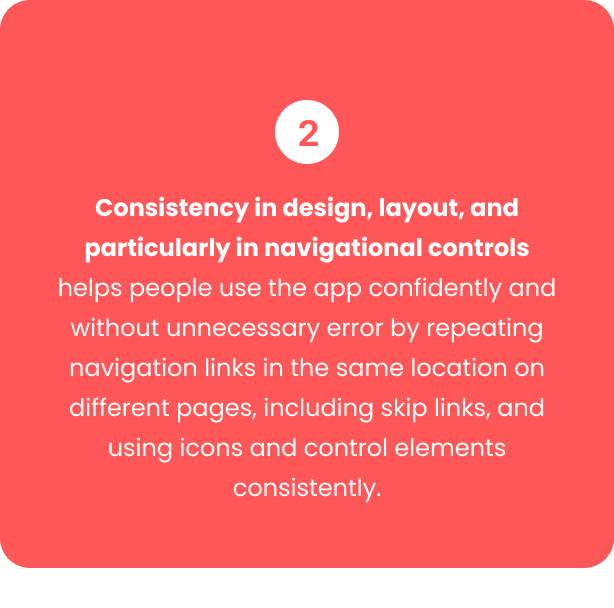 2
Consistency in design, layout, and
particularly in navigational controls
helps people use the app confidently and
without unnecessary error by repeating
navigation links in the same location on
different pages, including skip links, and
using icons and control elements
consistently.